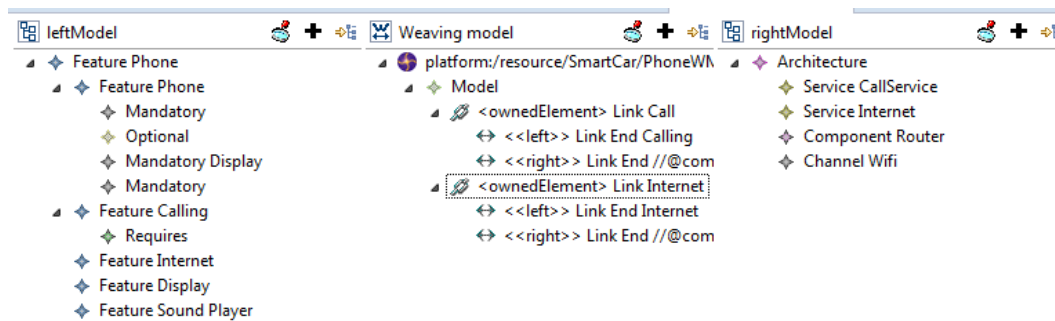 leftModel
Feature Phone
Feature Phone
Mandatory
Optional
Mandatory Display
Mandatory
Feature Calling
Requires
Feature Internet
Feature Display
Feature Sound Player
Weaving model
platform:/resource/SmartCar/PhoneWM
Model
<ownedElement> Link Call
<<left>> Link End Calling
<<right>> Link End //@com
<ownedElement> Link Internet
<<left>> Link End Internet
<<right>> Link End //@com
rightModel
Architecture
Service CallService
Service Internet
Component Router
Channel Wifi